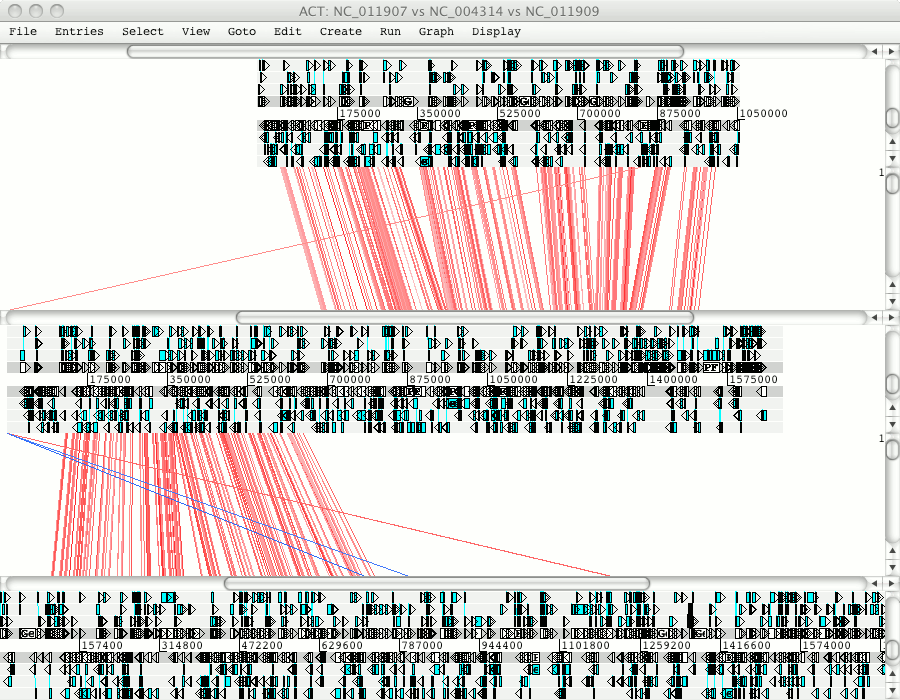 ACT: NC_011907 vs NC_004314 vs NC_011909
File Entries Select View Goto Edit Create Run Graph Display
175000 350000 525000 700000 875000 1050000
1
175000 350000 525000 700000 875000 1050000 1225000 1400000 1575000
1
157400 314800 472200 629600 787000 944400 1101800 1259200 1416600 1574000